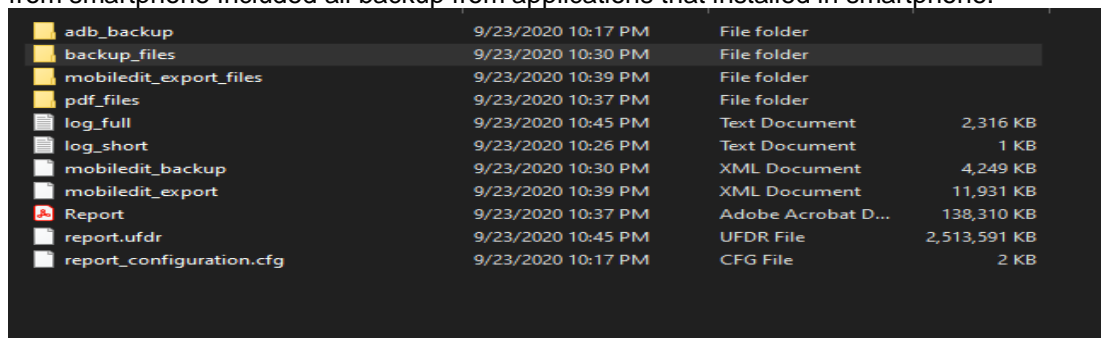 from smartphone included all backup from applications that installed in smartphone.
adb_backup 9/23/2020 10:17 PM File folder
backup_files 9/23/2020 10:30 PM File folder
mobiledit_export_files 9/23/2020 10:39 PM File folder
pdf_files 9/23/2020 10:37 PM File folder
log_full 9/23/2020 10:45 PM Text Document 2,316 KB
log_short 9/23/2020 10:26 PM Text Document 1 KB
mobiledit_backup 9/23/2020 10:30 PM XML Document 4,249 KB
mobiledit_export 9/23/2020 10:39 PM XML Document 11,931 KB
Report 9/23/2020 10:37 PM Adobe Acrobat D... 138,310 KB
report.ufdr 9/23/2020 10:45 PM UFDR File 2,513,591 KB
report_configuration.cfg 9/23/2020 10:17 PM CFG File 2 KB